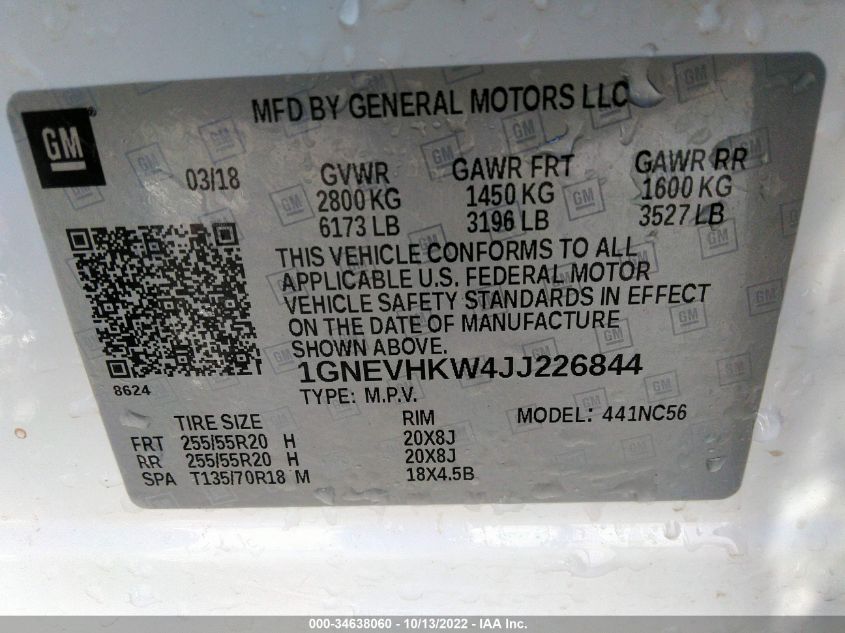 MFD BY GENERAL MOTORS LLC
GM
03/18 GVWR GAWR FRT GAWR RR
2800 KG 1450 KG 1600 KG
6173 LB 3196 LB 3527 LB
THIS VEHICLE CONFORMS TO ALL
APPLICABLE U.S. FEDERAL MOTOR
VEHICLE SAFETY STANDARDS IN EFFECT
ON THE DATE OF MANUFACTURE
SHOWN ABOVE.
1GNEVHKW4JJ226844
8624
TYPE: M.P.V.
TIRE SIZE RIM MODEL: 441NC56
FRT 255/55R20 H 20X8J
RR 255/55R20 H 20X8J
SPA T135/70R18 M 18X4.5B
000-34638060 - 10/13/2022 - IAA Inc.